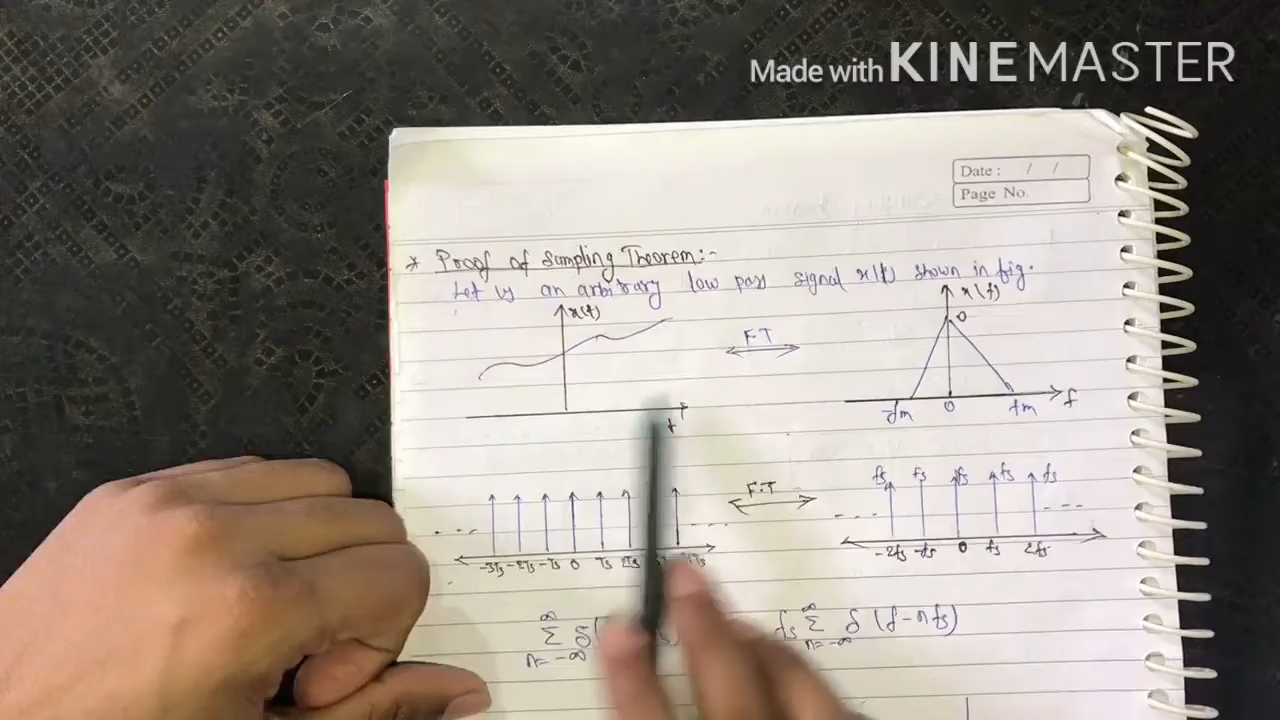 Made with KINEMASTER
Date : / /
Page No.
* Proof of Sampling Theorem:-
Let us an arbitrary low pass signal x(t) shown in fig.
x(t)
F.T
x(f)
0
t
-fm 0 fm f
fs fs fs fs fs
F.T
-3Ts -2Ts -Ts 0 Ts 2Ts
-2fs -fs 0 fs 2fs
∞ Σ n=-∞ δ(
fs ∞ Σ n=-∞ δ (f-nfs)